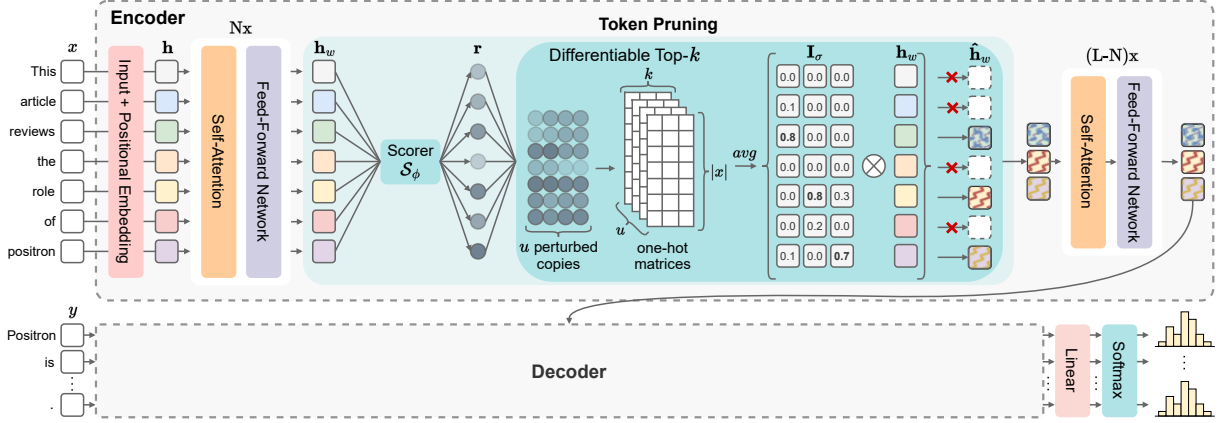 Encoder
Token Pruning
x
h
Nx
h_w
r
Differentiable Top-k
I_σ
h_w
ĥ_w
(L-N)x
This
article
reviews
the
role
of
positron
Input + Positional Embedding
Self-Attention
Feed-Forward Network
Scorer
S_ϕ
u perturbed
copies
k
|x|
u
one-hot
matrices
avg
0.0 0.0 0.0
0.1 0.0 0.0
0.8 0.0 0.0
0.0 0.0 0.0
0.0 0.8 0.3
0.0 0.2 0.0
0.1 0.0 0.7
Self-Attention
Feed-Forward Network
y
Positron
is
.
Decoder
Linear
Softmax